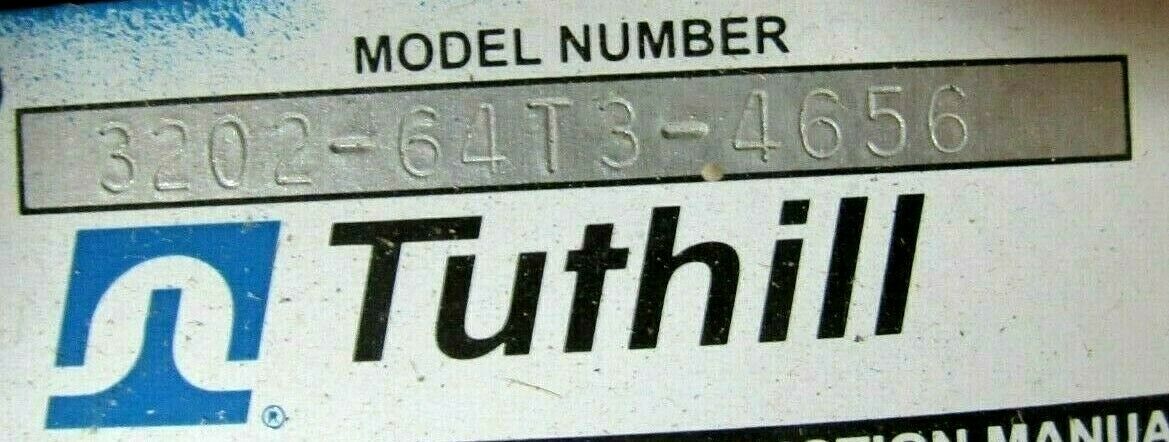 MODEL NUMBER
3202-64T3-4656
Tuthill
®